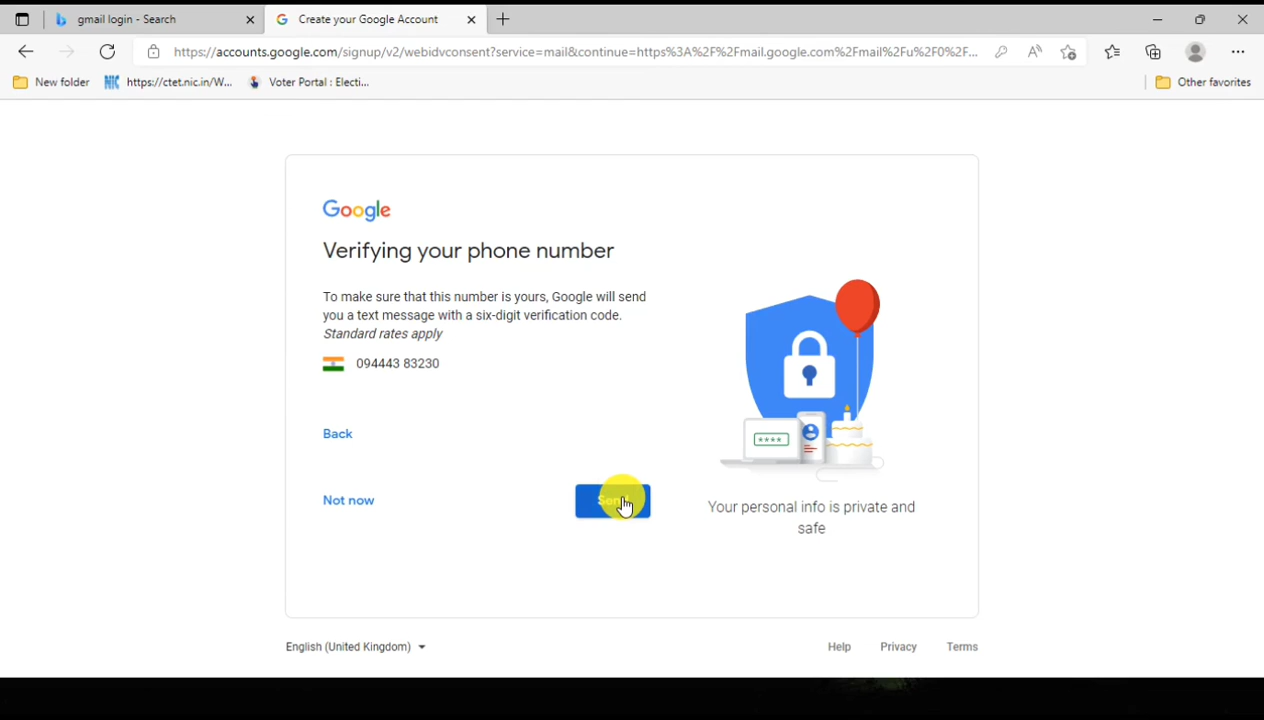 gmail login - Search
Create your Google Account
https://accounts.google.com/signup/v2/webidvconsent?service=mail&continue=https%3A%2F%2Fmail.google.com%2Fmail%2Fu%2F0%2F...
New folder
NIC https://ctet.nic.in/W...
Voter Portal : Electi...
Other favorites
Google
Verifying your phone number
To make sure that this number is yours, Google will send
you a text message with a six-digit verification code.
Standard rates apply
094443 83230
Back
Not now
****
Your personal info is private and
safe
English (United Kingdom)
Help
Privacy
Terms